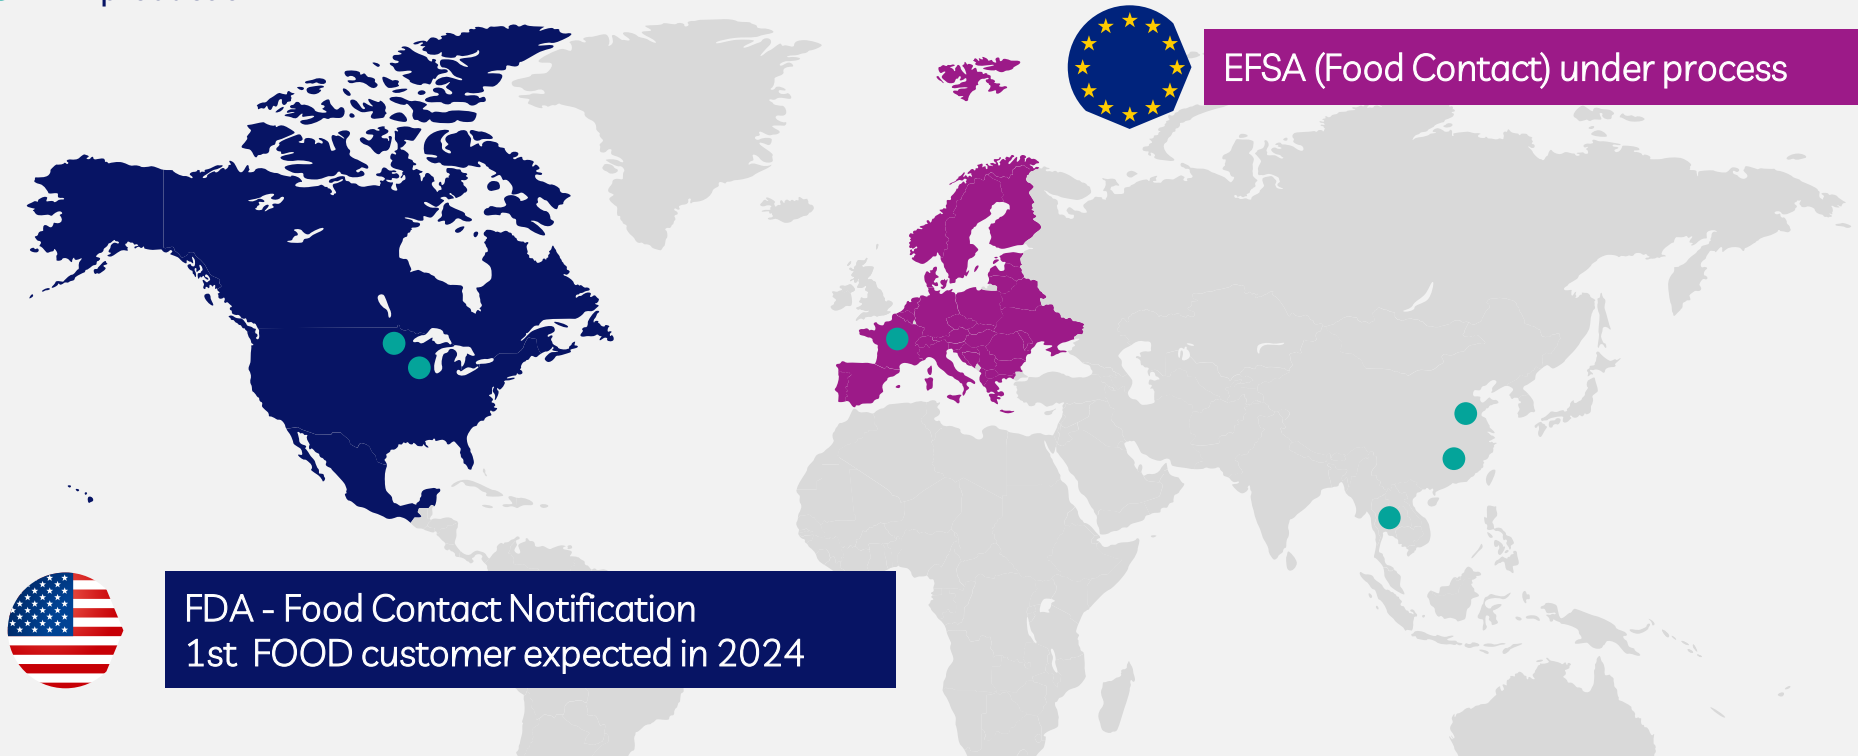 EFSA (Food Contact) under process
FDA - Food Contact Notification
1st FOOD customer expected in 2024